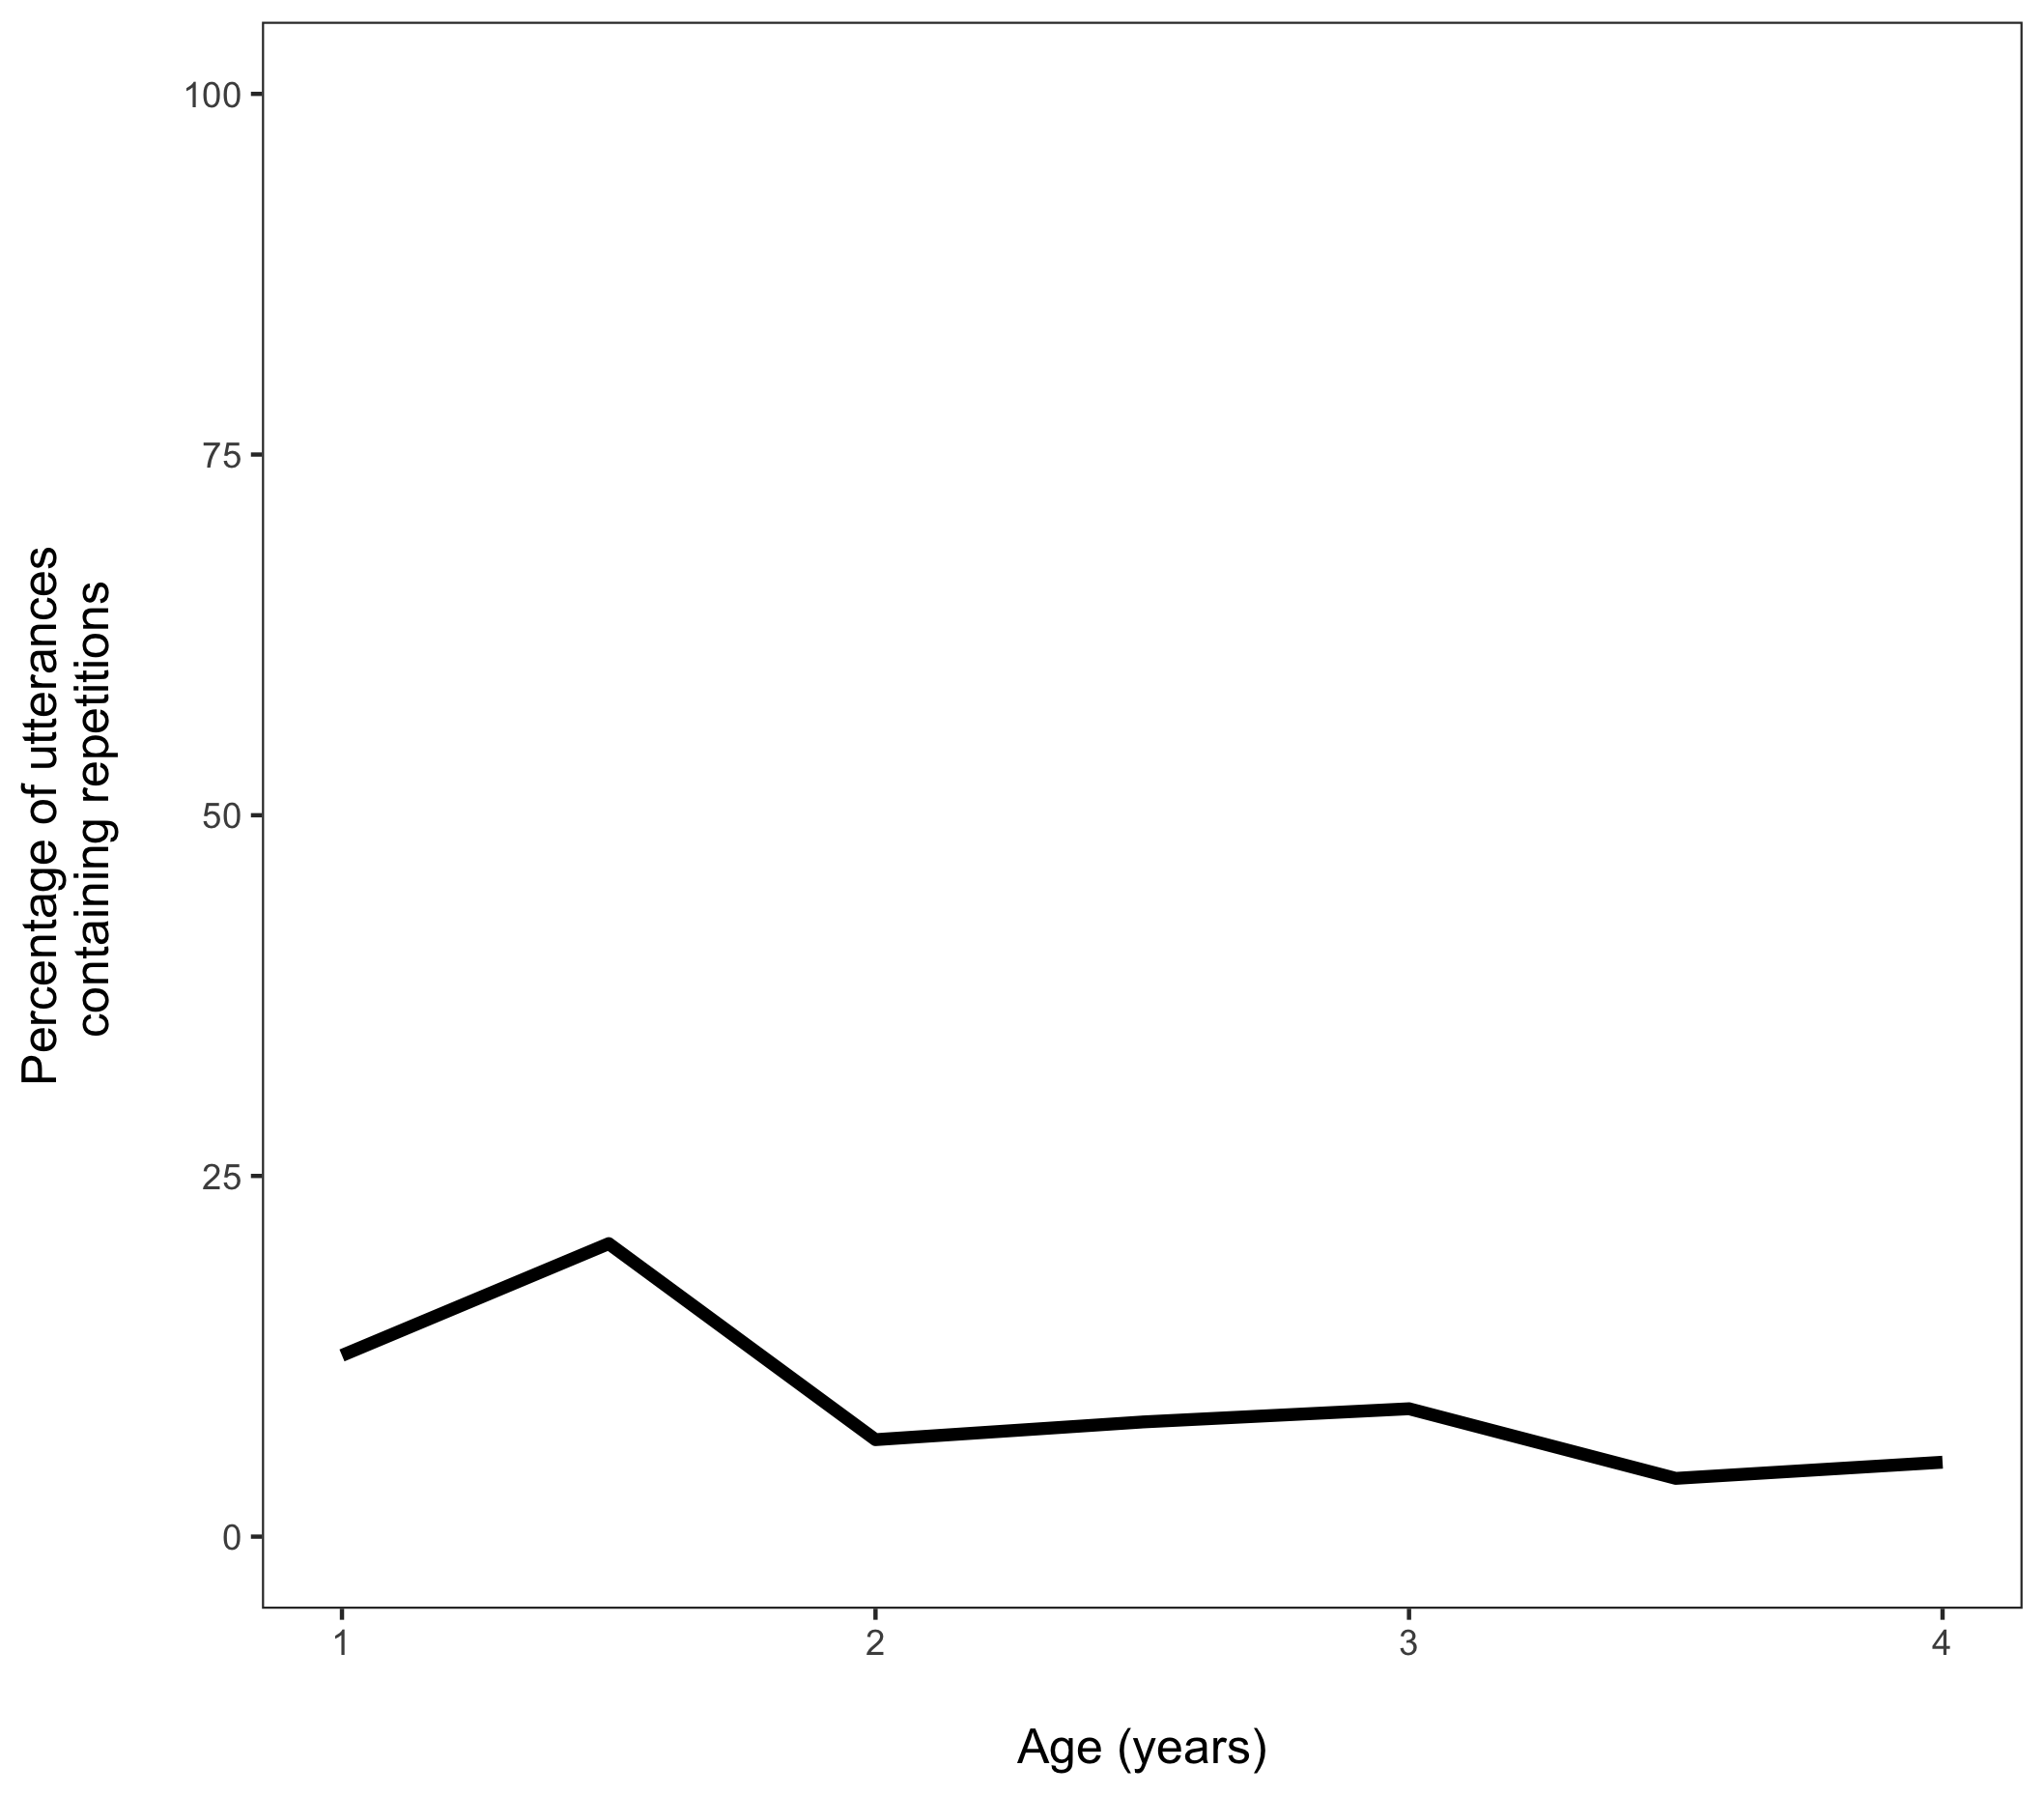 Percentage of utterances
containing repetitions
100
75
50
25
0
1 2 3 4
Age (years)